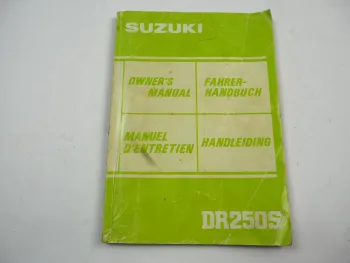 SUZUKI
OWNER'S
MANUAL
FAHRER-
HANDBUCH
MANUEL
D'ENTRETIEN
HANDLEIDING
DR250S